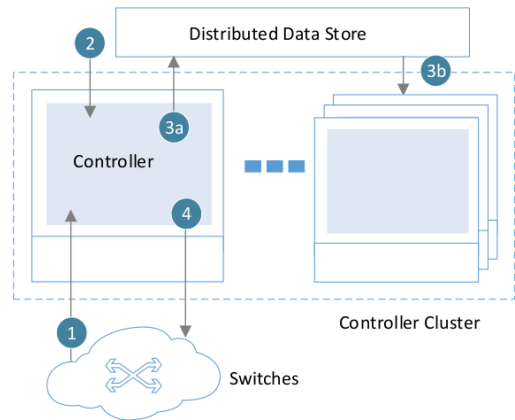 Distributed Data Store
2
3b
3a
Controller
4
1
Controller Cluster
Switches